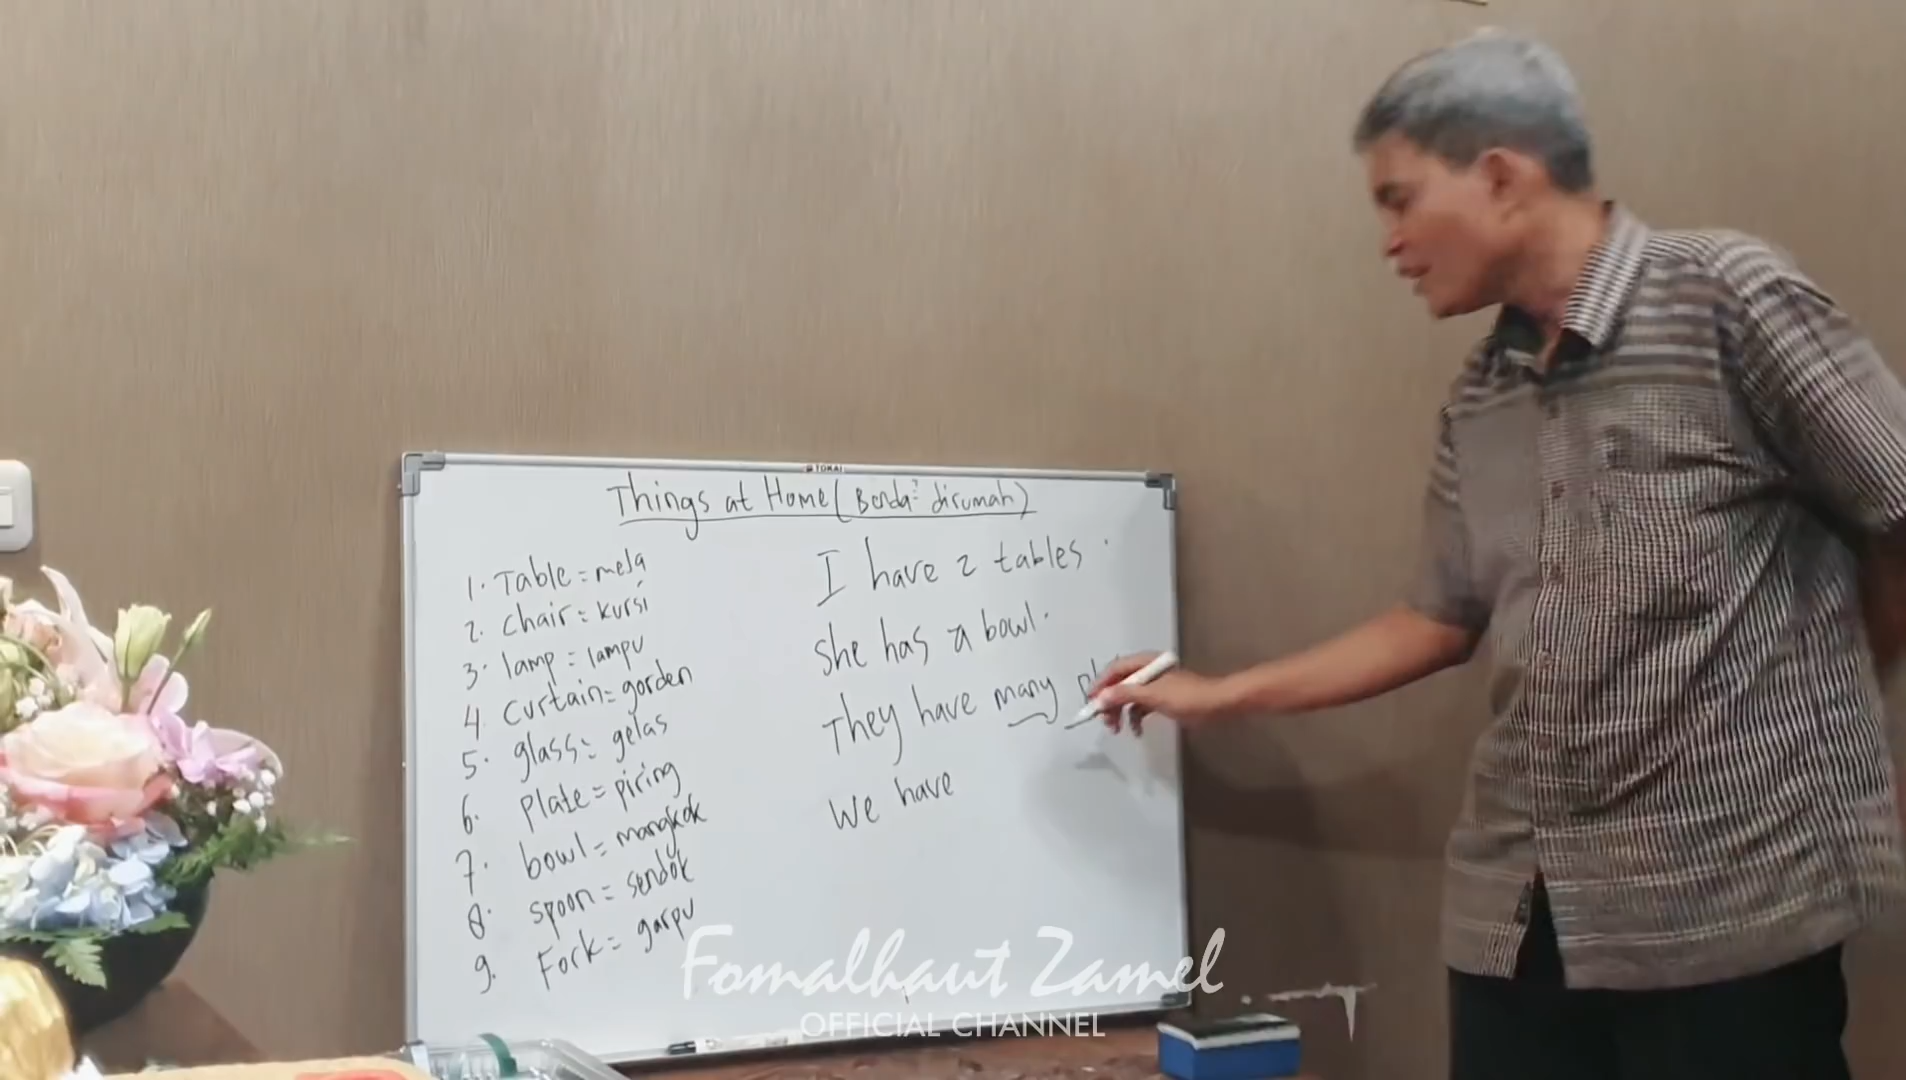 TOKAI
Things at Home (Benda² dirumah)
1. Table = meja
2. Chair = kursi
3. lamp = lampu
4. Curtain = gorden
5. glass = gelas
6. plate = piring
7. bowl = mangkok
8. spoon = sendok
9. Fork = garpu
I have 2 tables.
She has a bowl.
They have many
We have
Fomalhaut Zamel
OFFICIAL CHANNEL